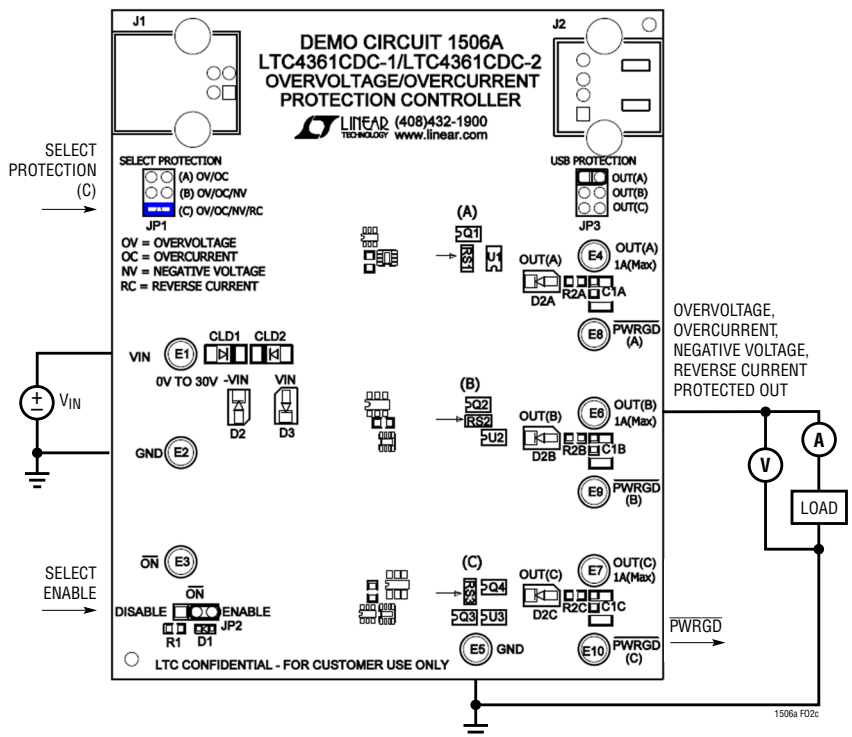 J1
J2
DEMO CIRCUIT 1506A
LTC4361CDC-1/LTC4361CDC-2
OVERVOLTAGE/OVERCURRENT
PROTECTION CONTROLLER
LINEAR TECHNOLOGY (408)432-1900
www.linear.com
SELECT
PROTECTION
(C)
SELECT PROTECTION
(A) OV/OC
(B) OV/OC/NV
(C) OV/OC/NV/RC
JP1
USB PROTECTION
OUT(A)
OUT(B)
OUT(C)
JP3
OV = OVERVOLTAGE
OC = OVERCURRENT
NV = NEGATIVE VOLTAGE
RC = REVERSE CURRENT
(A)
Q1
RS1
U1
OUT(A)
D2A
R2A
C1A
E4
OUT(A)
1A(Max)
E8
PWRGD
(A)
OVERVOLTAGE,
OVERCURRENT,
NEGATIVE VOLTAGE,
REVERSE CURRENT
PROTECTED OUT
VIN
E1
0V TO 30V
CLD1
CLD2
-VIN
D2
VIN
D3
+
–
VIN
GND
E2
(B)
Q2
RS2
U2
OUT(B)
D2B
R2B
C1B
E6
OUT(B)
1A(Max)
E9
PWRGD
(B)
V
A
LOAD
ON
E3
SELECT
ENABLE
ON
DISABLE
ENABLE
JP2
R1
D1
(C)
RS3
Q4
Q3
U3
OUT(C)
D2C
R2C
C1C
E7
OUT(C)
1A(Max)
E5
GND
E10
PWRGD
(C)
PWRGD
LTC CONFIDENTIAL - FOR CUSTOMER USE ONLY
1506a F02c